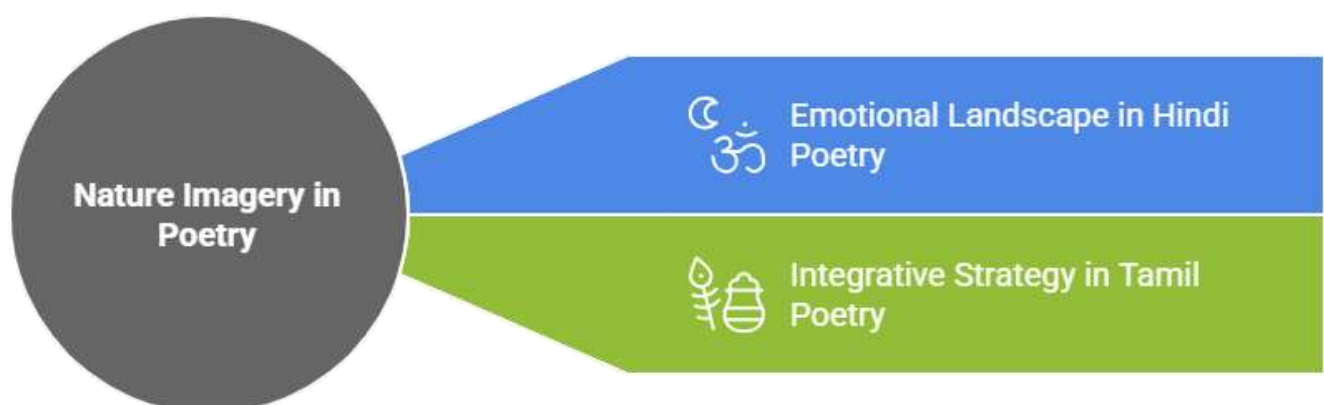 Nature Imagery in
Poetry
Emotional Landscape in Hindi
Poetry
Integrative Strategy in Tamil
Poetry